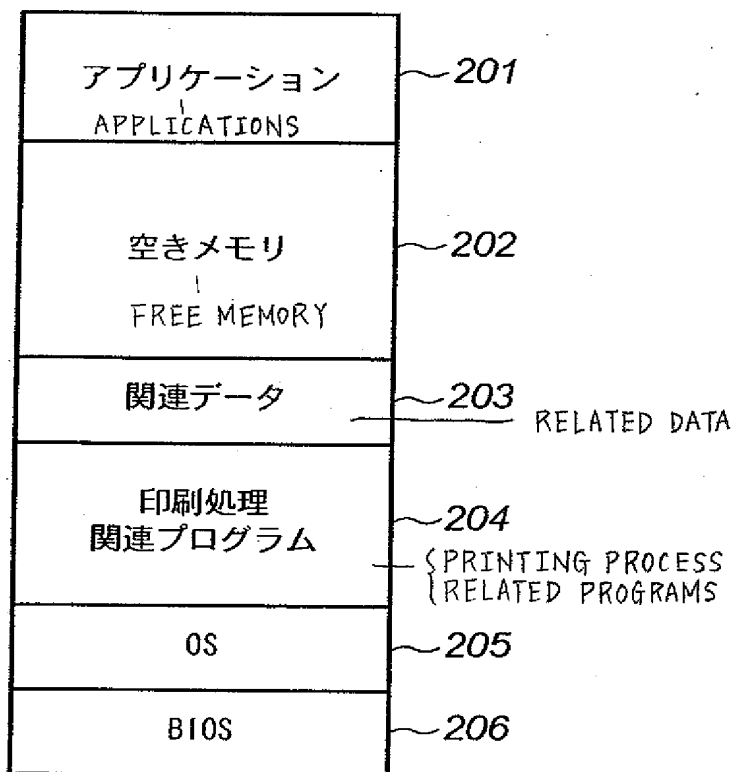 アプリケーション 201
APPLICATIONS
空きメモリ 202
FREE MEMORY
関連データ 203
RELATED DATA
印刷処理
関連プログラム 204
PRINTING PROCESS
RELATED PROGRAMS
OS 205
BIOS 206